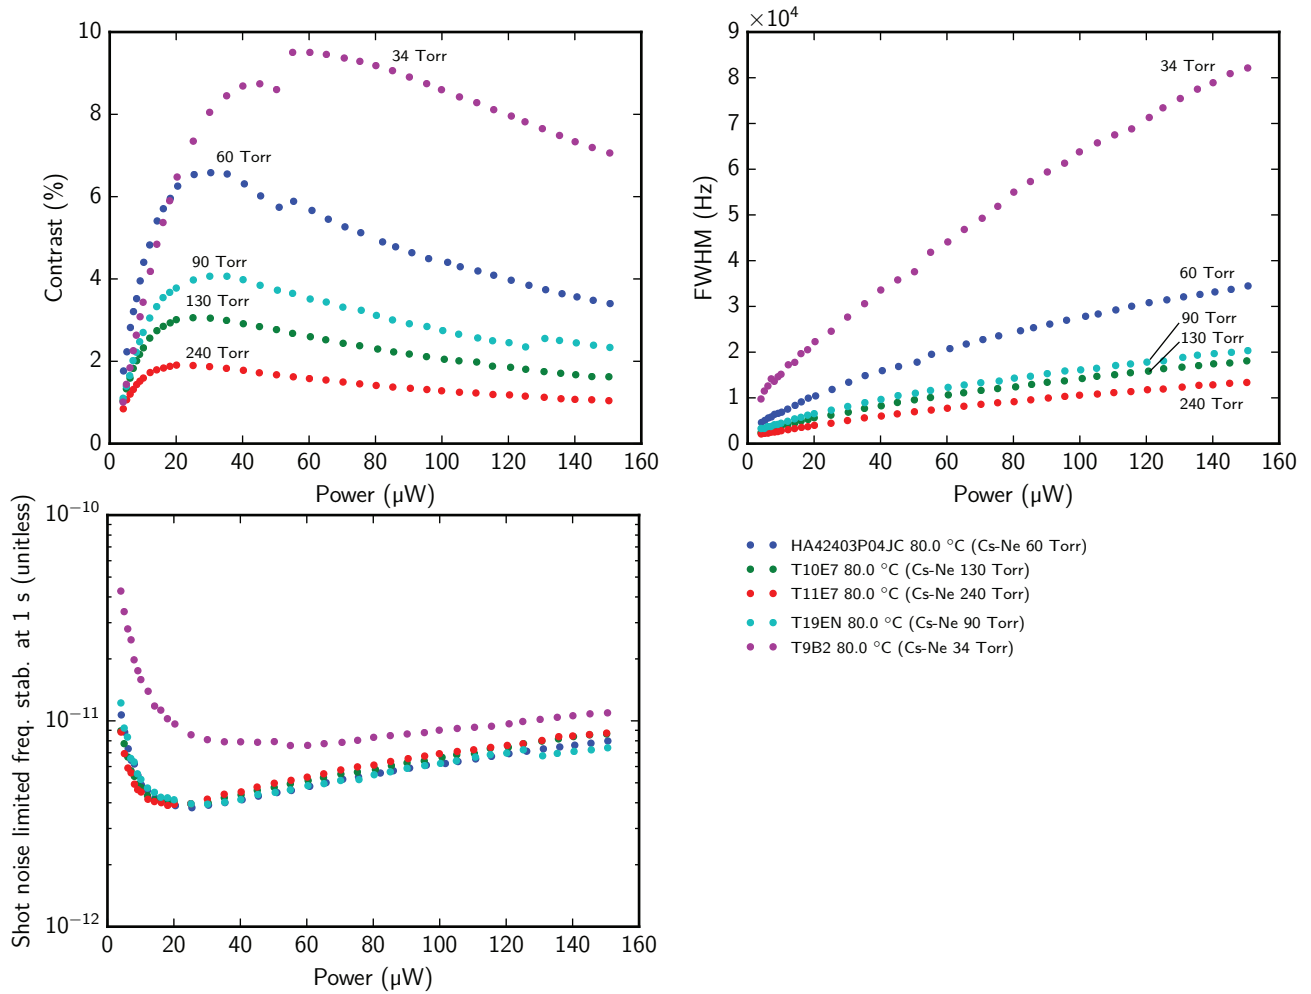 10
8
6
4
2
0
0 20 40 60 80 100 120 140 160
Contrast (%)
Power (μW)
34 Torr
60 Torr
90 Torr
130 Torr
240 Torr
×10⁴
9
8
7
6
5
4
3
2
1
0
0 20 40 60 80 100 120 140 160
FWHM (Hz)
Power (μW)
34 Torr
60 Torr
90 Torr
130 Torr
240 Torr
10⁻¹⁰
10⁻¹¹
10⁻¹²
0 20 40 60 80 100 120 140 160
Shot noise limited freq. stab. at 1 s (unitless)
Power (μW)
HA42403P04JC 80.0 °C (Cs-Ne 60 Torr)
T10E7 80.0 °C (Cs-Ne 130 Torr)
T11E7 80.0 °C (Cs-Ne 240 Torr)
T19EN 80.0 °C (Cs-Ne 90 Torr)
T9B2 80.0 °C (Cs-Ne 34 Torr)